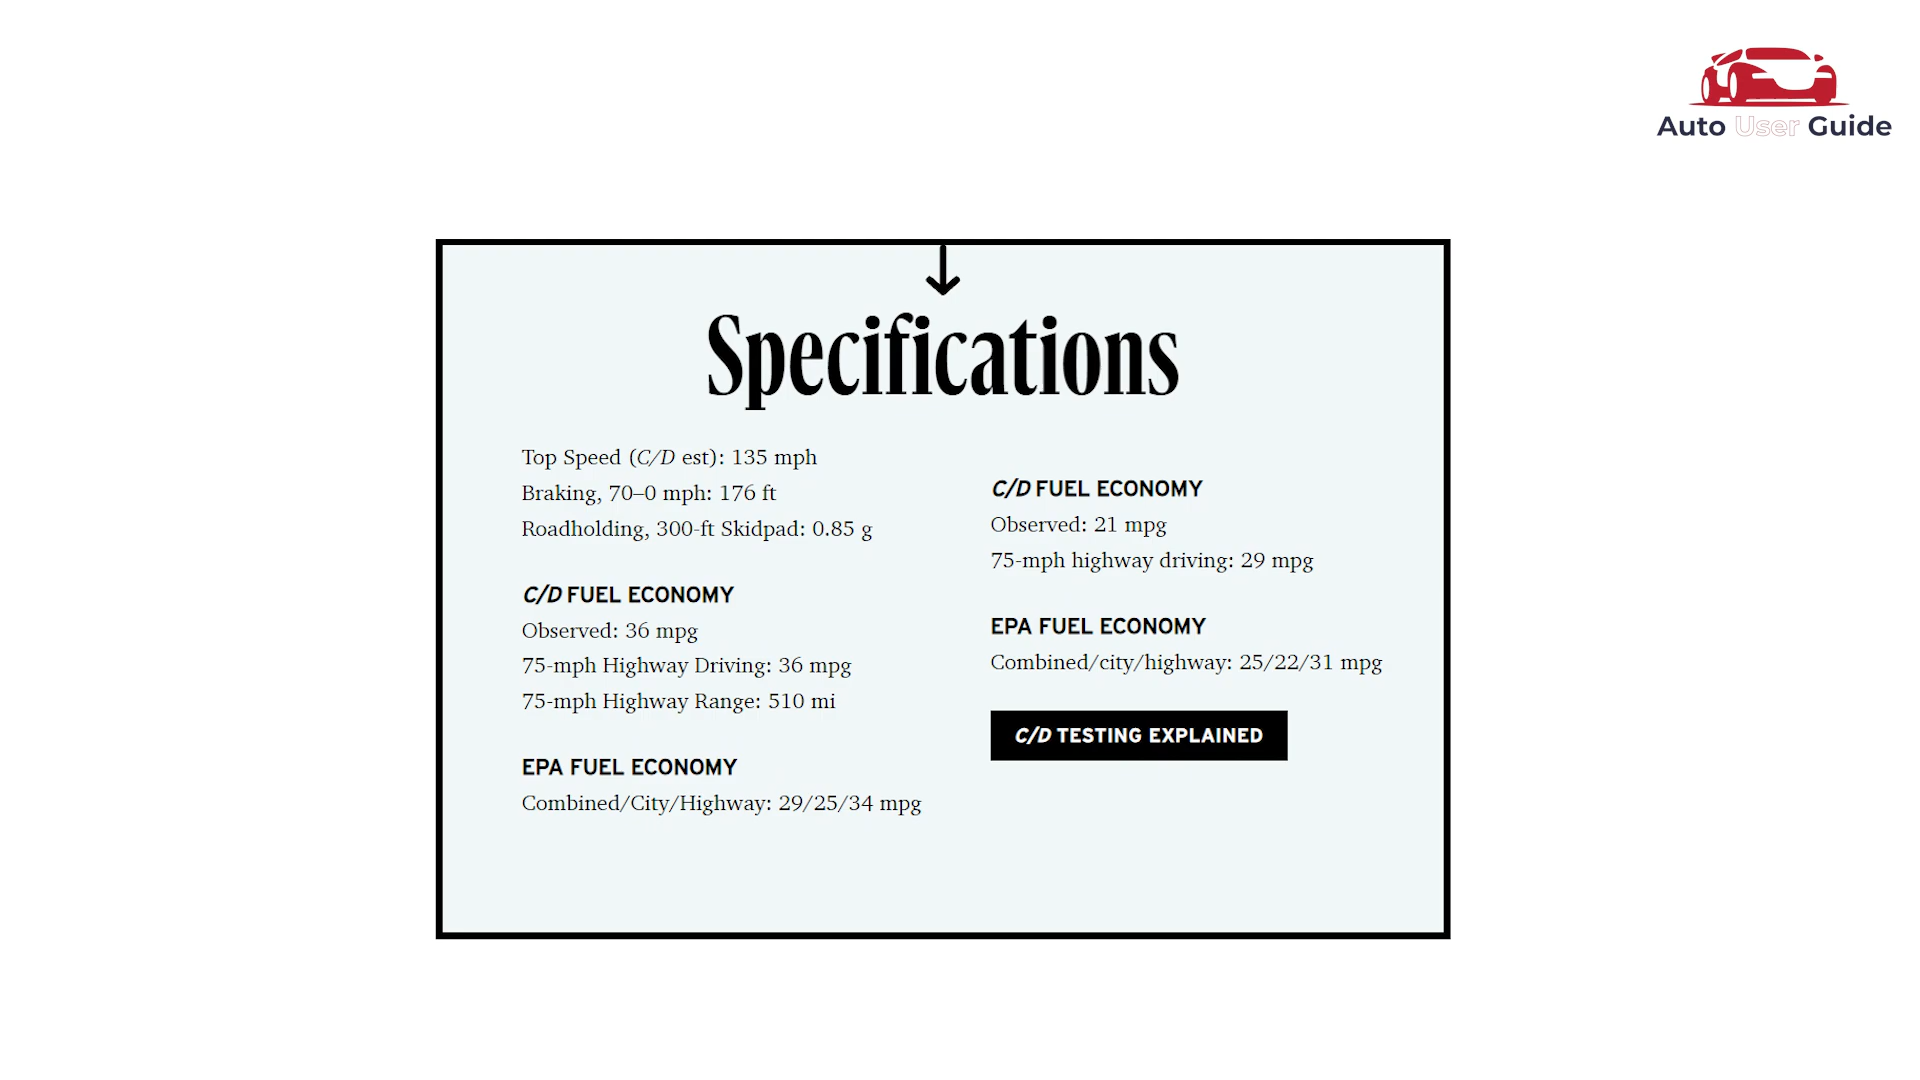 Auto User Guide
Specifications
Top Speed (C/D est): 135 mph
Braking, 70–0 mph: 176 ft
Roadholding, 300-ft Skidpad: 0.85 g
C/D FUEL ECONOMY
Observed: 36 mpg
75-mph Highway Driving: 36 mpg
75-mph Highway Range: 510 mi
EPA FUEL ECONOMY
Combined/City/Highway: 29/25/34 mpg
C/D FUEL ECONOMY
Observed: 21 mpg
75-mph highway driving: 29 mpg
EPA FUEL ECONOMY
Combined/city/highway: 25/22/31 mpg
C/D TESTING EXPLAINED